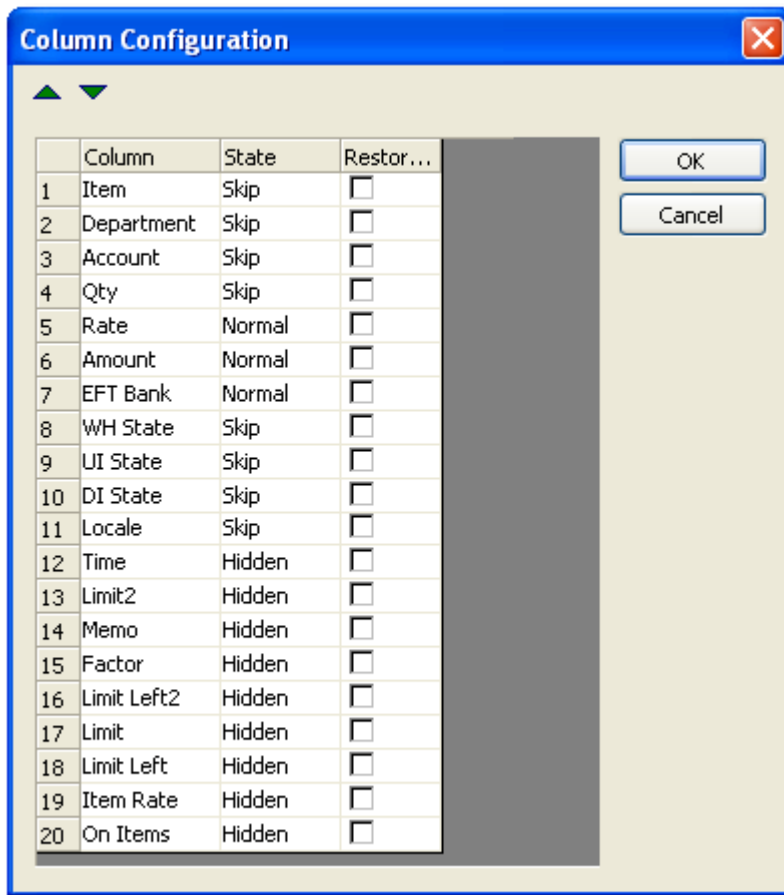 Column Configuration
Column State Restor...
OK
Cancel
1 Item Skip
2 Department Skip
3 Account Skip
4 Qty Skip
5 Rate Normal
6 Amount Normal
7 EFT Bank Normal
8 WH State Skip
9 UI State Skip
10 DI State Skip
11 Locale Skip
12 Time Hidden
13 Limit2 Hidden
14 Memo Hidden
15 Factor Hidden
16 Limit Left2 Hidden
17 Limit Hidden
18 Limit Left Hidden
19 Item Rate Hidden
20 On Items Hidden